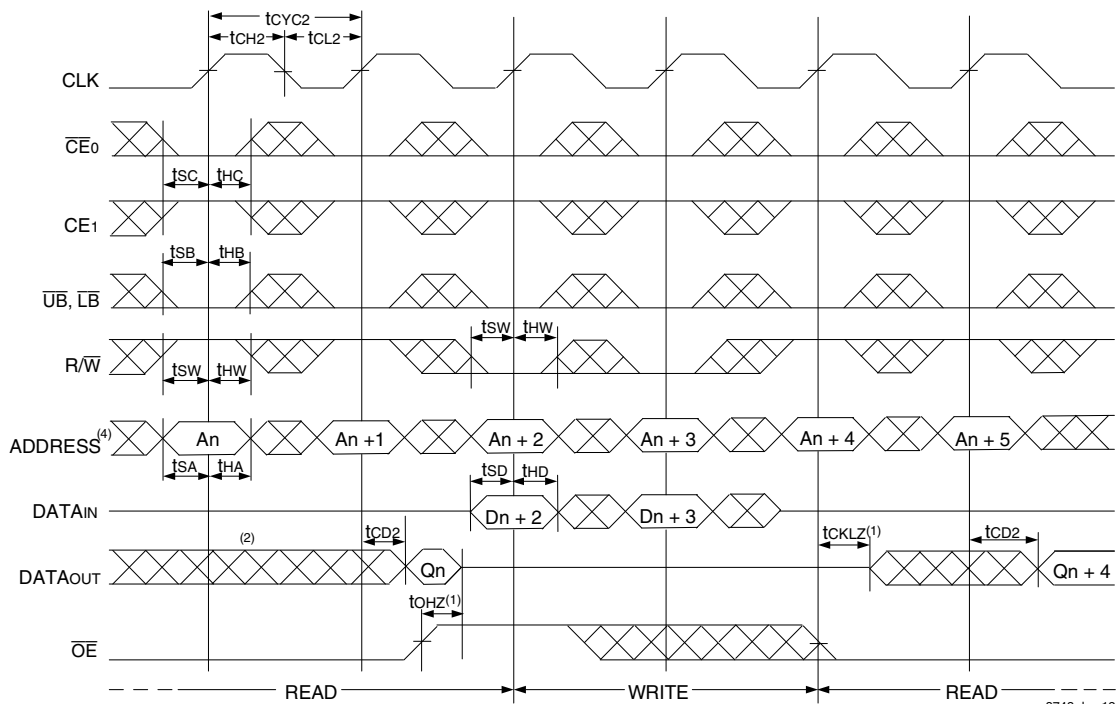 tCYC2
tCH2 tCL2
CLK
CE0
tSC tHC
CE1
tSB tHB
UB, LB
tSW tHW
R/W
tSW tHW
ADDRESS(4) An An +1 An + 2 An + 3 An + 4 An + 5
tSA tHA
tSD tHD
DATAIN Dn + 2 Dn + 3
tCD2 tCKLZ(1) tCD2
(2)
DATAOUT Qn Qn + 4
tOHZ(1)
OE
READ WRITE READ